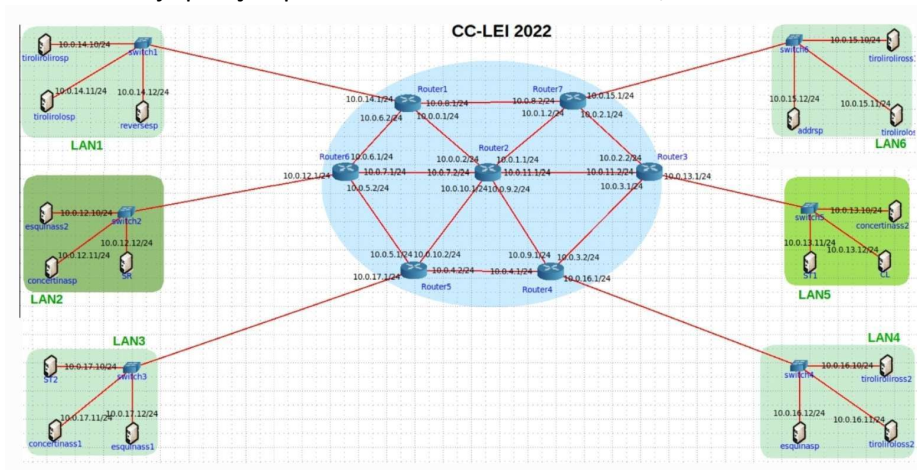 CC-LEI 2022
10.0.14.10/24
tirolirolirosp
switch1
10.0.14.11/24
10.0.14.12/24
tirolirolosp
reversesp
LAN1
10.0.15.10/24
switch6
10.0.15.12/24
10.0.15.11/24
addrsp
LAN6
Router1
Router7
10.0.14.1/24
10.0.8.1/24
10.0.8.2/24
10.0.15.1/24
10.0.6.2/24
10.0.0.1/24
10.0.1.2/24
10.0.2.1/24
Router2
Router6
10.0.6.1/24
10.0.0.2/24
10.0.1.1/24
10.0.2.2/24
Router3
10.0.12.1/24
10.0.7.1/24
10.0.7.2/24
10.0.11.1/24
10.0.11.2/24
10.0.13.1/24
10.0.5.2/24
10.0.10.1/24
10.0.9.2/24
10.0.3.1/24
10.0.12.10/24
switch2
esquinass2
10.0.12.11/24
10.0.12.12/24
concertinasp
SR
LAN2
10.0.13.10/24
switch5
concertinass2
10.0.13.11/24
10.0.13.12/24
ST1
CL
LAN5
10.0.5.1/24
10.0.10.2/24
10.0.9.1/24
10.0.3.2/24
10.0.17.1/24
10.0.4.2/24
10.0.4.1/24
10.0.16.1/24
Router5
Router4
LAN3
10.0.17.10/24
ST2
switch3
10.0.17.11/24
10.0.17.12/24
concertinass1
esquinass1
LAN4
10.0.16.10/24
switch4
tiroliroliross2
10.0.16.12/24
10.0.16.11/24
esquinasp
tiroliroloss2